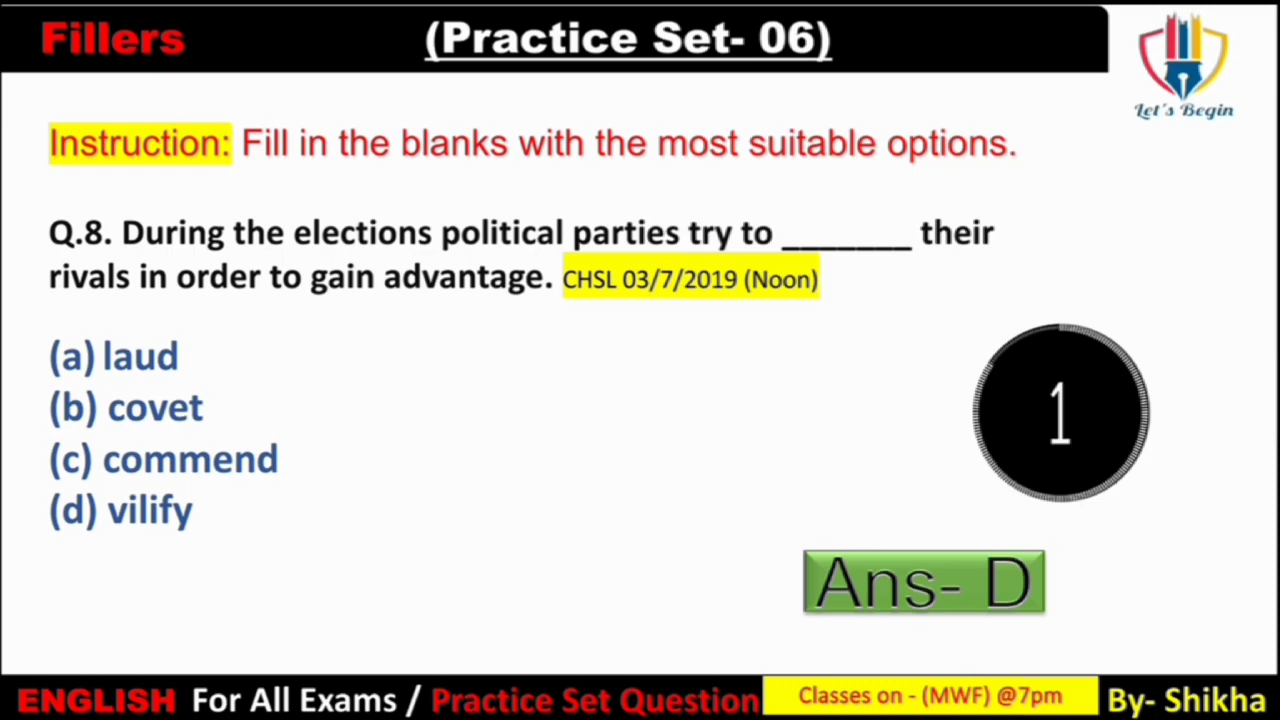 Fillers (Practice Set- 06)
Let's Begin
Instruction: Fill in the blanks with the most suitable options.
Q.8. During the elections political parties try to _______ their
rivals in order to gain advantage. CHSL 03/7/2019 (Noon)
(a) laud
(b) covet
(c) commend
(d) vilify
1
Ans- D
ENGLISH For All Exams / Practice Set Question Classes on - (MWF) @7pm By- Shikha